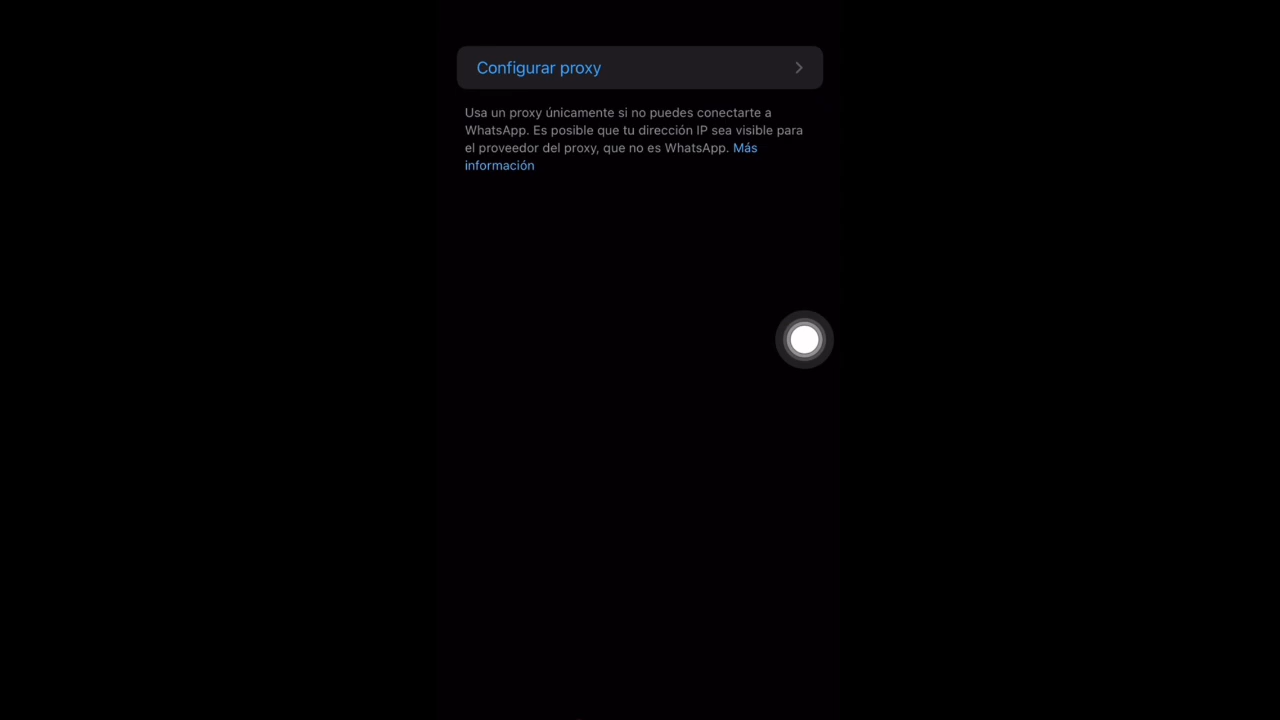 Configurar proxy
Usa un proxy únicamente si no puedes conectarte a
WhatsApp. Es posible que tu dirección IP sea visible para
el proveedor del proxy, que no es WhatsApp. Más
información